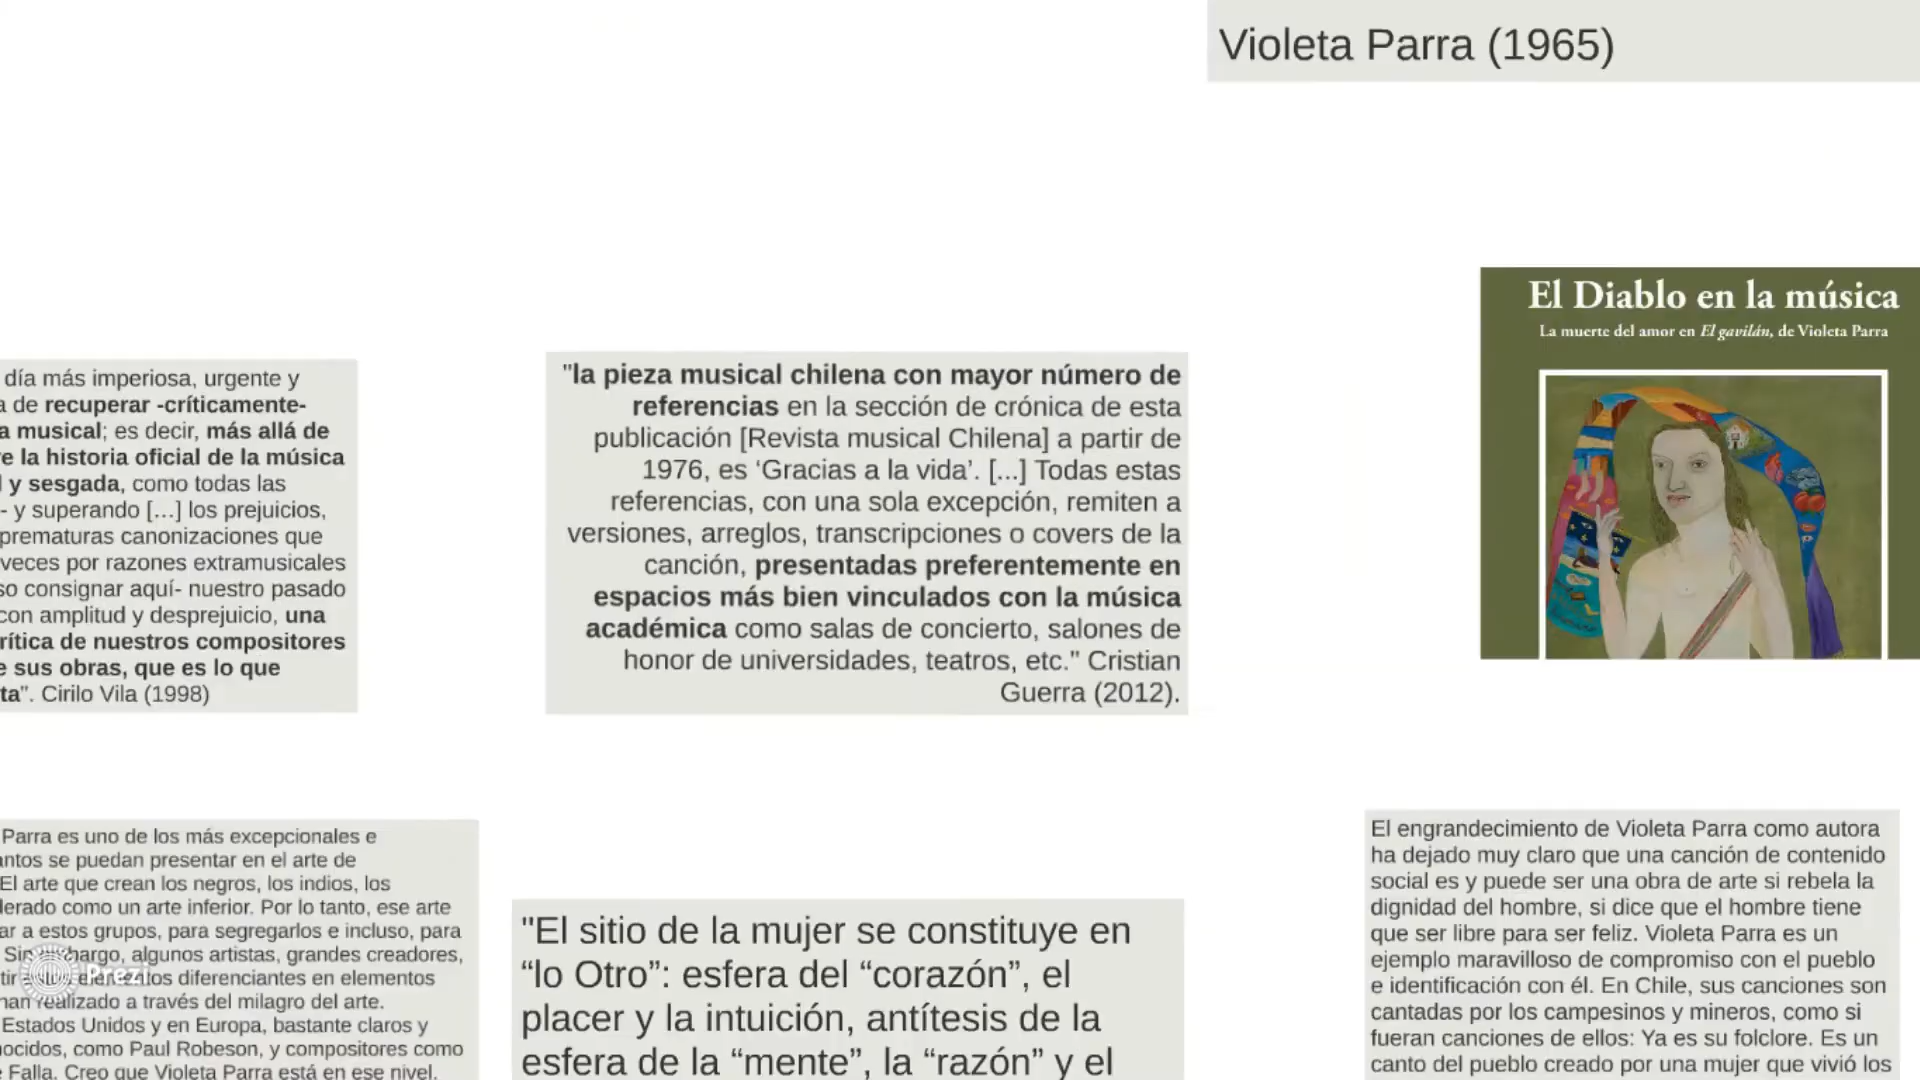 Violeta Parra (1965)
El Diablo en la música
La muerte del amor en El gavilán, de Violeta Parra
día más imperiosa, urgente y
a de recuperar -críticamente-
a musical; es decir, más allá de
e la historia oficial de la música
y sesgada, como todas las
- y superando [...] los prejuicios,
prematuras canonizaciones que
veces por razones extramusicales
so consignar aquí- nuestro pasado
con amplitud y desprejuicio, una
rítica de nuestros compositores
e sus obras, que es lo que
ta". Cirilo Vila (1998)
"la pieza musical chilena con mayor número de
referencias en la sección de crónica de esta
publicación [Revista musical Chilena] a partir de
1976, es ‘Gracias a la vida’. [...] Todas estas
referencias, con una sola excepción, remiten a
versiones, arreglos, transcripciones o covers de la
canción, presentadas preferentemente en
espacios más bien vinculados con la música
académica como salas de concierto, salones de
honor de universidades, teatros, etc." Cristian
Guerra (2012).
Parra es uno de los más excepcionales e
antos se puedan presentar en el arte de
El arte que crean los negros, los indios, los
derado como un arte inferior. Por lo tanto, ese arte
ar a estos grupos, para segregarlos e incluso, para
algunos artistas, grandes creadores,
tir elementos diferenciantes en elementos
han realizado a través del milagro del arte.
Estados Unidos y en Europa, bastante claros y
nocidos, como Paul Robeson, y compositores como
e Falla. Creo que Violeta Parra está en ese nivel.
Prezi
"El sitio de la mujer se constituye en
“lo Otro”: esfera del “corazón”, el
placer y la intuición, antítesis de la
esfera de la “mente”, la “razón” y el
El engrandecimiento de Violeta Parra como autora
ha dejado muy claro que una canción de contenido
social es y puede ser una obra de arte si rebela la
dignidad del hombre, si dice que el hombre tiene
que ser libre para ser feliz. Violeta Parra es un
ejemplo maravilloso de compromiso con el pueblo
e identificación con él. En Chile, sus canciones son
cantadas por los campesinos y mineros, como si
fueran canciones de ellos: Ya es su folclore. Es un
canto del pueblo creado por una mujer que vivió los